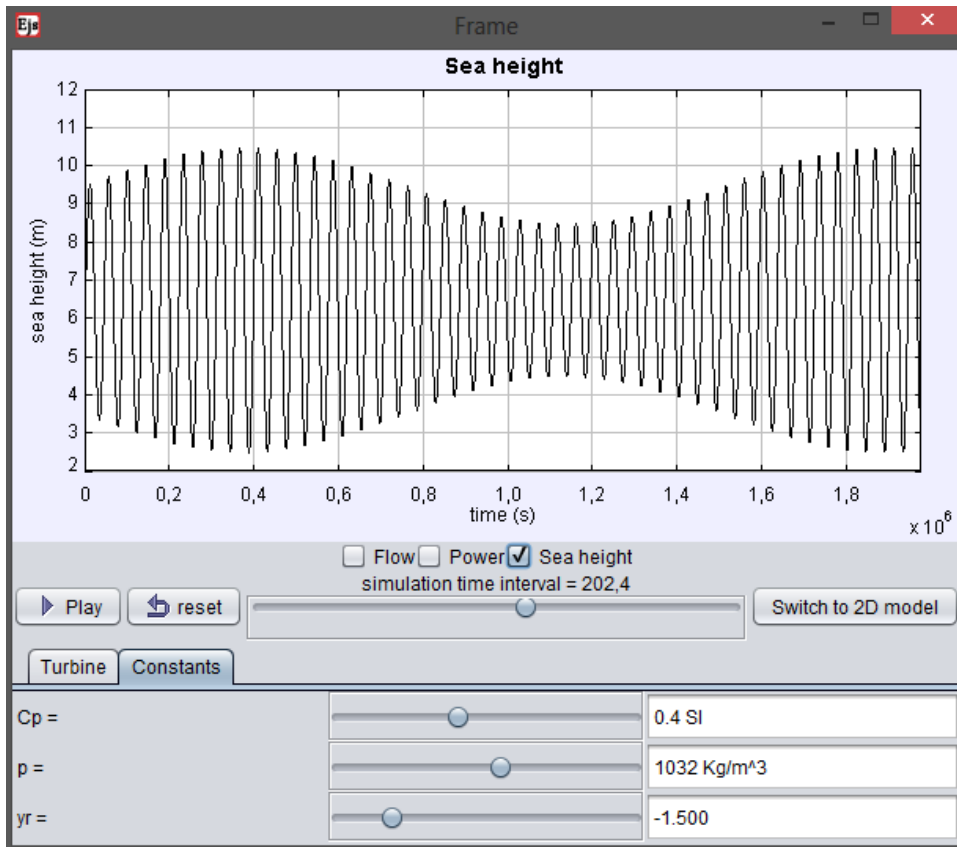 Ejs Frame
Sea height
12
11
10
9
8
7
6
5
4
3
2
sea height (m)
0 0,2 0,4 0,6 0,8 1,0 1,2 1,4 1,6 1,8
time (s)
x 10^6
Flow Power Sea height
simulation time interval = 202,4
Play reset Switch to 2D model
Turbine Constants
Cp = 0.4 SI
p = 1032 Kg/m^3
yr = -1.500